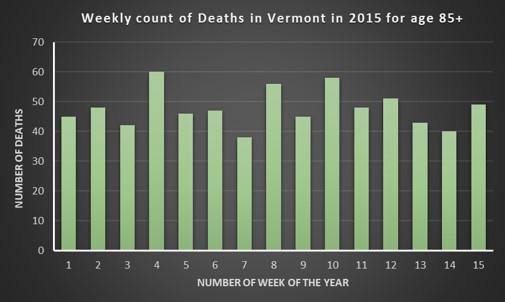 Weekly count of Deaths in Vermont in 2015 for age 85+
NUMBER OF DEATHS
70
60
50
40
30
20
10
0
1 2 3 4 5 6 7 8 9 10 11 12 13 14 15
NUMBER OF WEEK OF THE YEAR